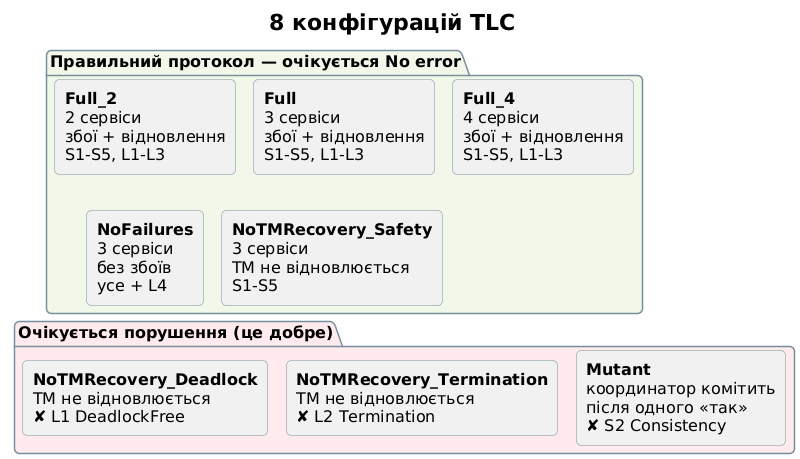 8 конфігурацій TLC
Правильний протокол — очікується No error
Full_2
2 сервіси
збої + відновлення
S1-S5, L1-L3
Full
3 сервіси
збої + відновлення
S1-S5, L1-L3
Full_4
4 сервіси
збої + відновлення
S1-S5, L1-L3
NoFailures
3 сервіси
без збоїв
усе + L4
NoTMRecovery_Safety
3 сервіси
TM не відновлюється
S1-S5
Очікується порушення (це добре)
NoTMRecovery_Deadlock
TM не відновлюється
✘ L1 DeadlockFree
NoTMRecovery_Termination
TM не відновлюється
✘ L2 Termination
Mutant
координатор комітить
після одного «так»
✘ S2 Consistency